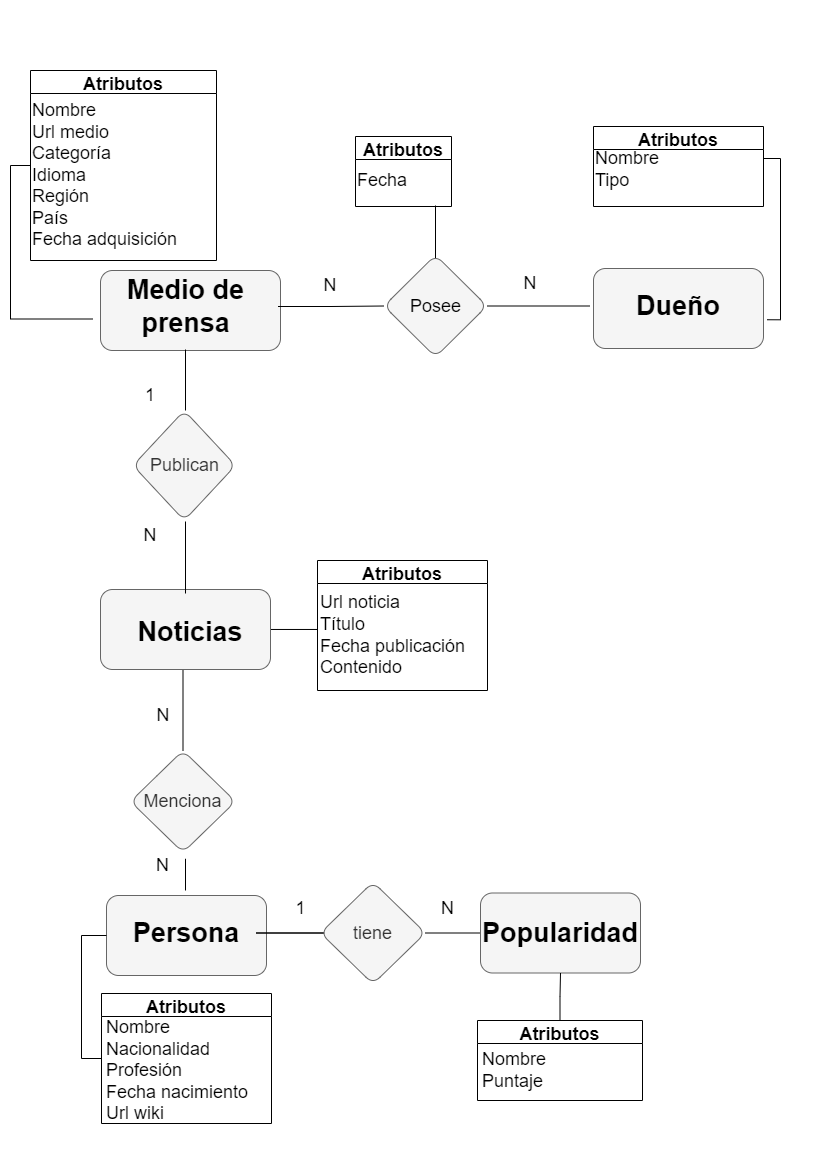 Atributos
Nombre
Url medio
Categoría
Idioma
Región
País
Fecha adquisición
Atributos
Fecha
Atributos
Nombre
Tipo
Medio de
prensa
N
Posee
N
Dueño
1
Publican
N
Noticias
Atributos
Url noticia
Título
Fecha publicación
Contenido
N
Menciona
N
Persona
1
tiene
N
Popularidad
Atributos
Nombre
Nacionalidad
Profesión
Fecha nacimiento
Url wiki
Atributos
Nombre
Puntaje